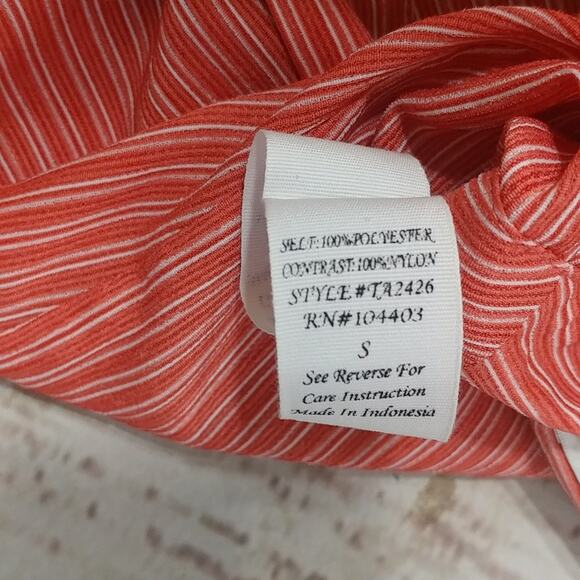 SELF:100%POLYESTER
CONTRAST:100%NYLON
STYLE#TA2426
RN#104403
S
See Reverse For
Care Instruction
Made In Indonesia